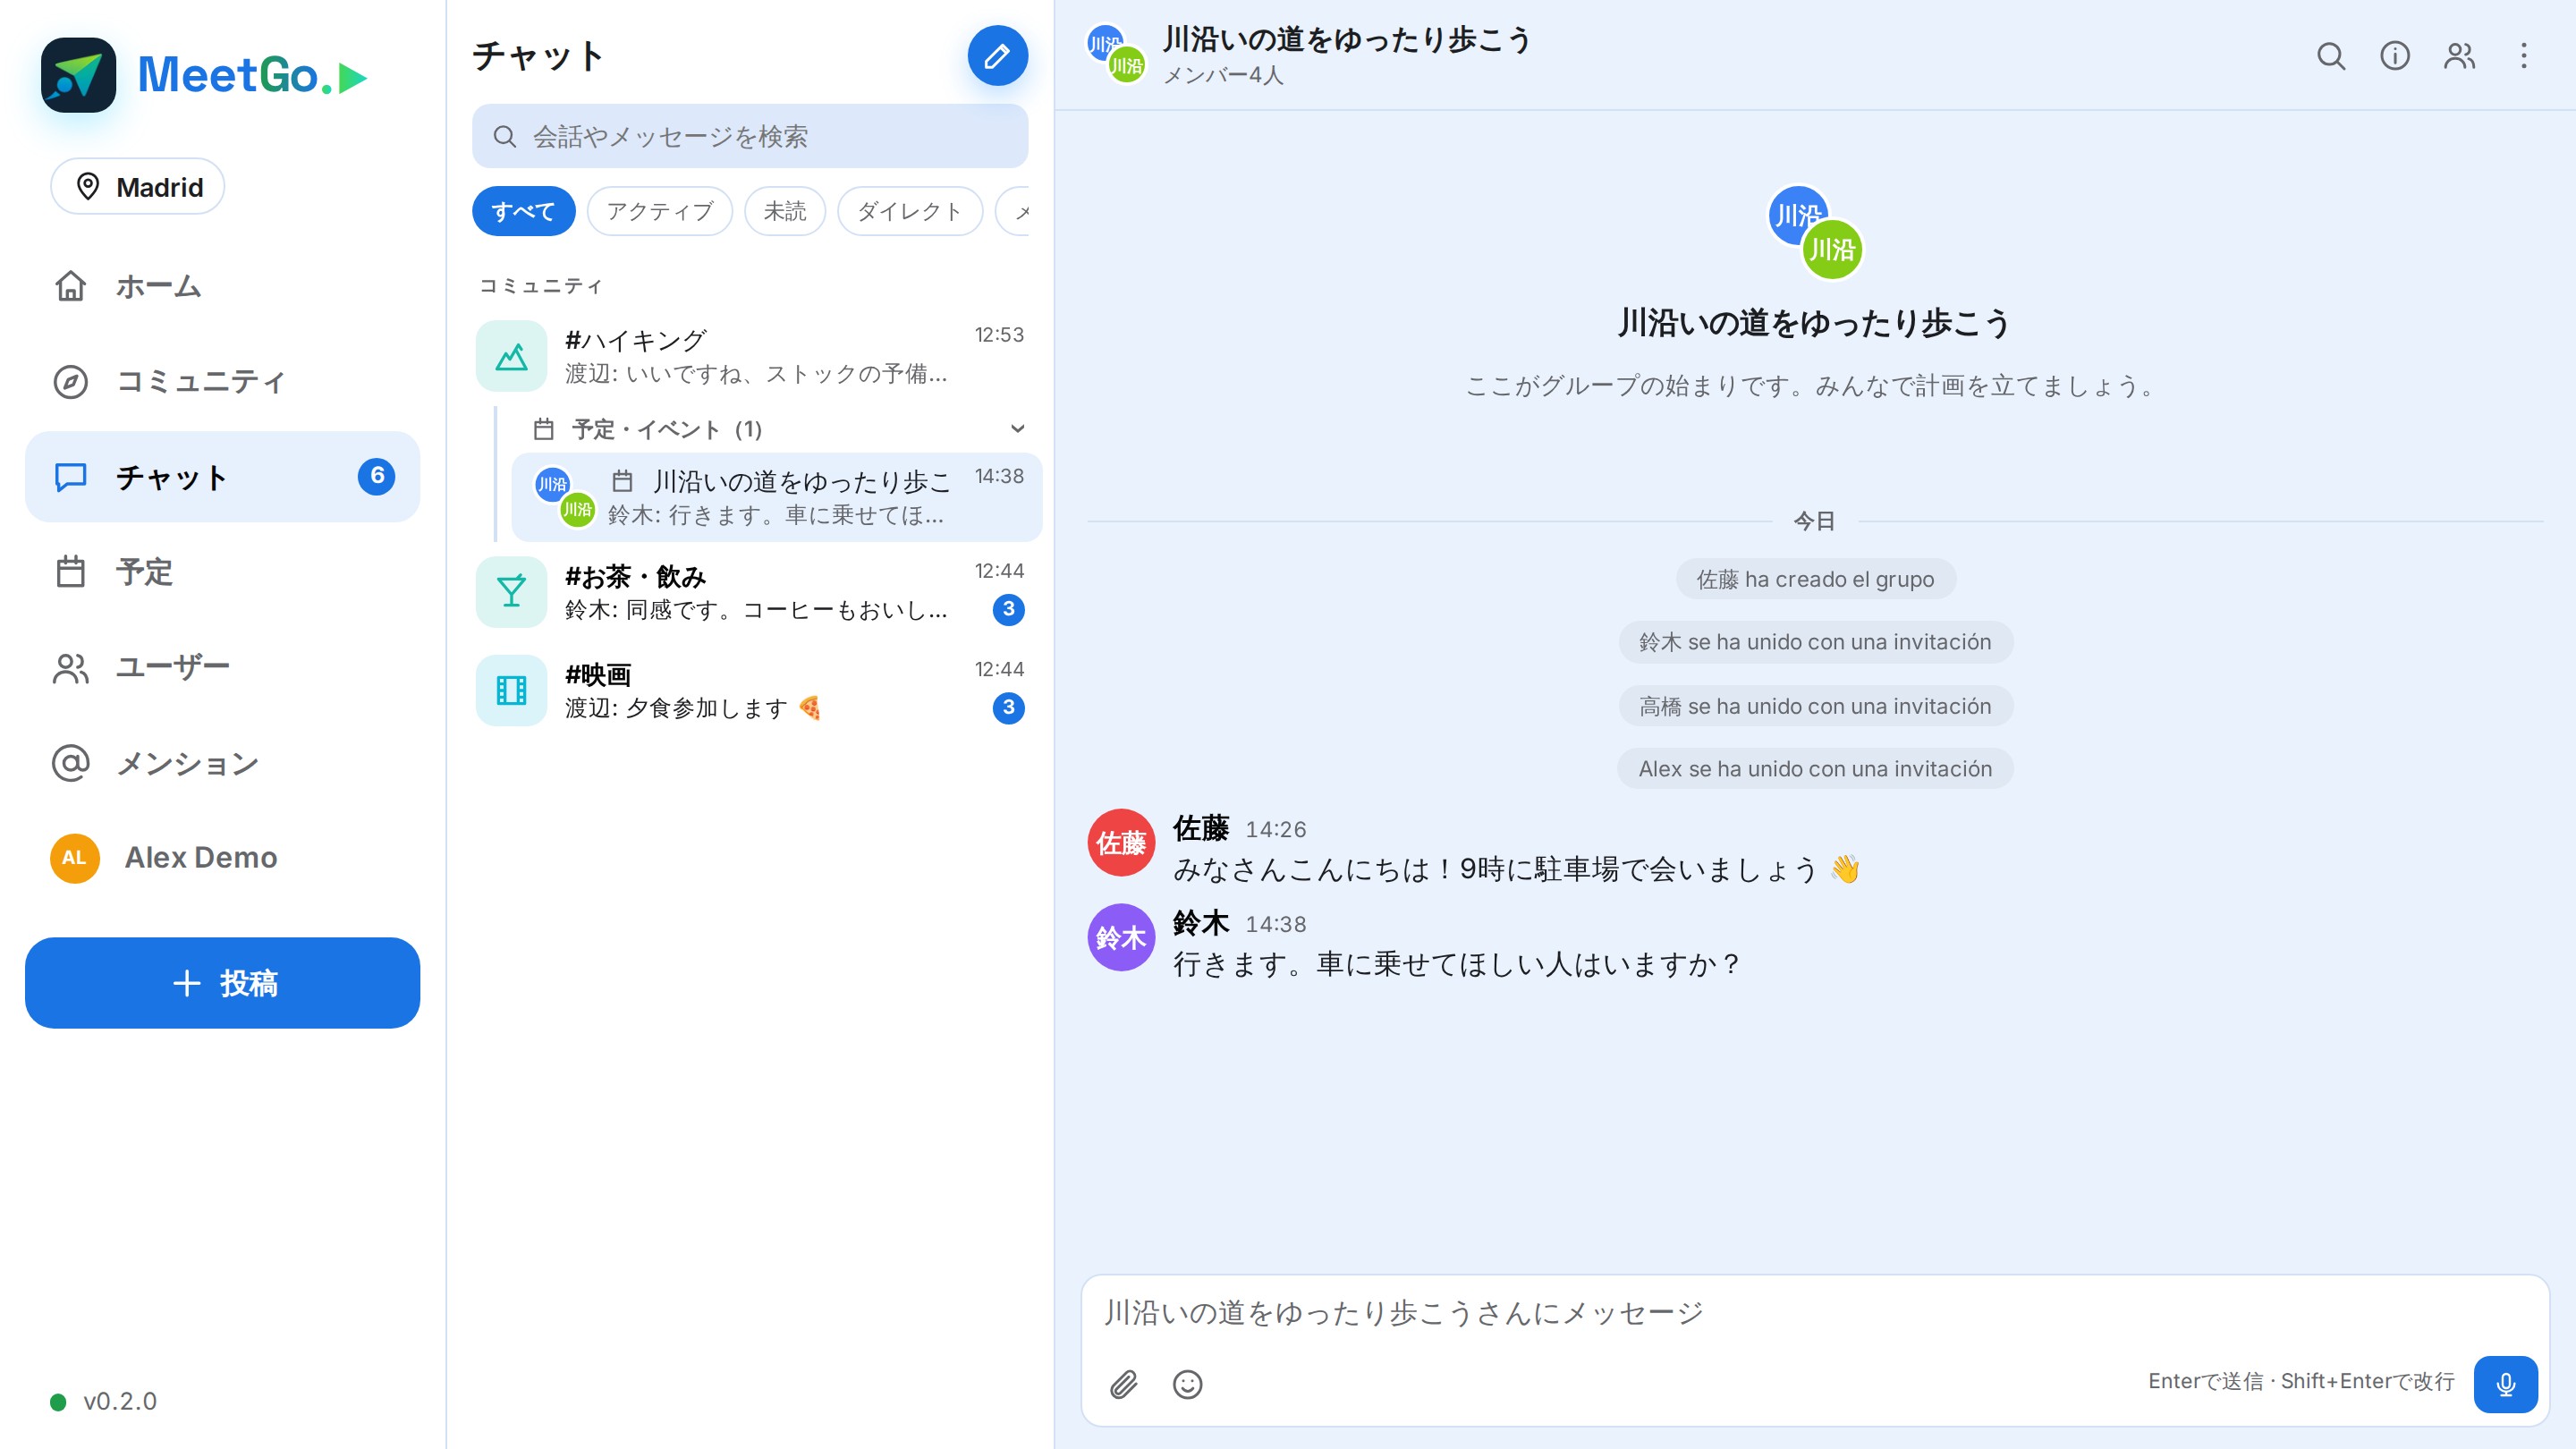 MeetGo.
Madrid
ホーム
コミュニティ
チャット 6
予定
ユーザー
メンション
AL Alex Demo
投稿
v0.2.0
チャット
会話やメッセージを検索
すべて アクティブ 未読 ダイレクト
コミュニティ
#ハイキング 12:53
渡辺: いいですね、ストックの予備...
予定・イベント (1)
川沿 川沿
川沿いの道をゆったり歩こ 14:38
鈴木: 行きます。車に乗せてほ...
#お茶・飲み 12:44
鈴木: 同感です。コーヒーもおいし... 3
#映画 12:44
渡辺: 夕食参加します 🍕 3
川沿 川沿
川沿いの道をゆったり歩こう
メンバー4人
川沿 川沿
川沿いの道をゆったり歩こう
ここがグループの始まりです。みんなで計画を立てましょう。
今日
佐藤 ha creado el grupo
鈴木 se ha unido con una invitación
高橋 se ha unido con una invitación
Alex se ha unido con una invitación
佐藤 佐藤 14:26
みなさんこんにちは！9時に駐車場で会いましょう 👋
鈴木 鈴木 14:38
行きます。車に乗せてほしい人はいますか？
川沿いの道をゆったり歩こうさんにメッセージ
Enterで送信 · Shift+Enterで改行